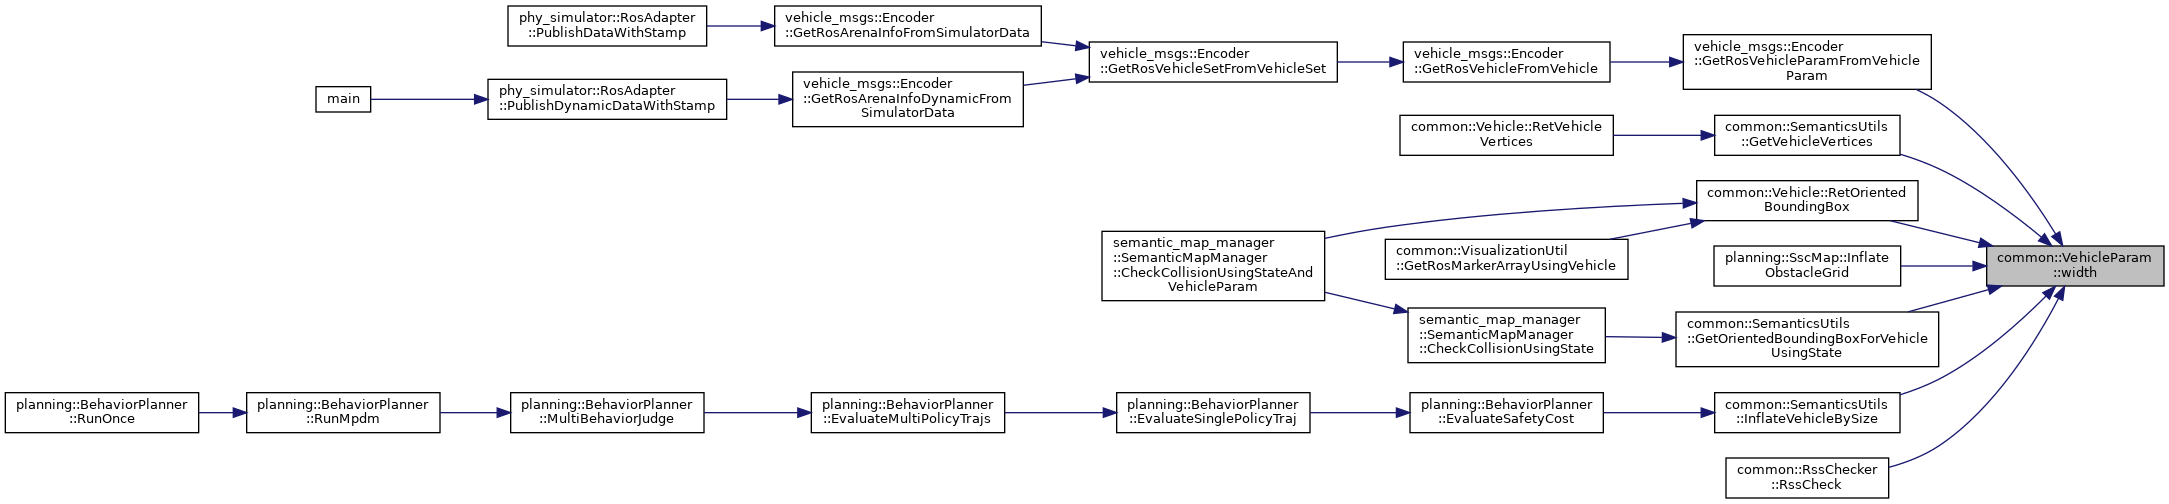 phy_simulator::RosAdapter
::PublishDataWithStamp
vehicle_msgs::Encoder
::GetRosArenaInfoFromSimulatorData
vehicle_msgs::Encoder
::GetRosVehicleSetFromVehicleSet
vehicle_msgs::Encoder
::GetRosVehicleFromVehicle
vehicle_msgs::Encoder
::GetRosVehicleParamFromVehicle
Param
main
phy_simulator::RosAdapter
::PublishDynamicDataWithStamp
vehicle_msgs::Encoder
::GetRosArenaInfoDynamicFrom
SimulatorData
common::Vehicle::RetVehicle
Vertices
common::SemanticsUtils
::GetVehicleVertices
common::Vehicle::RetOriented
BoundingBox
semantic_map_manager
::SemanticMapManager
::CheckCollisionUsingStateAnd
VehicleParam
common::VisualizationUtil
::GetRosMarkerArrayUsingVehicle
planning::SscMap::Inflate
ObstacleGrid
common::VehicleParam
::width
semantic_map_manager
::SemanticMapManager
::CheckCollisionUsingState
common::SemanticsUtils
::GetOrientedBoundingBoxForVehicle
UsingState
planning::BehaviorPlanner
::RunOnce
planning::BehaviorPlanner
::RunMpdm
planning::BehaviorPlanner
::MultiBehaviorJudge
planning::BehaviorPlanner
::EvaluateMultiPolicyTrajs
planning::BehaviorPlanner
::EvaluateSinglePolicyTraj
planning::BehaviorPlanner
::EvaluateSafetyCost
common::SemanticsUtils
::InflateVehicleBySize
common::RssChecker
::RssCheck